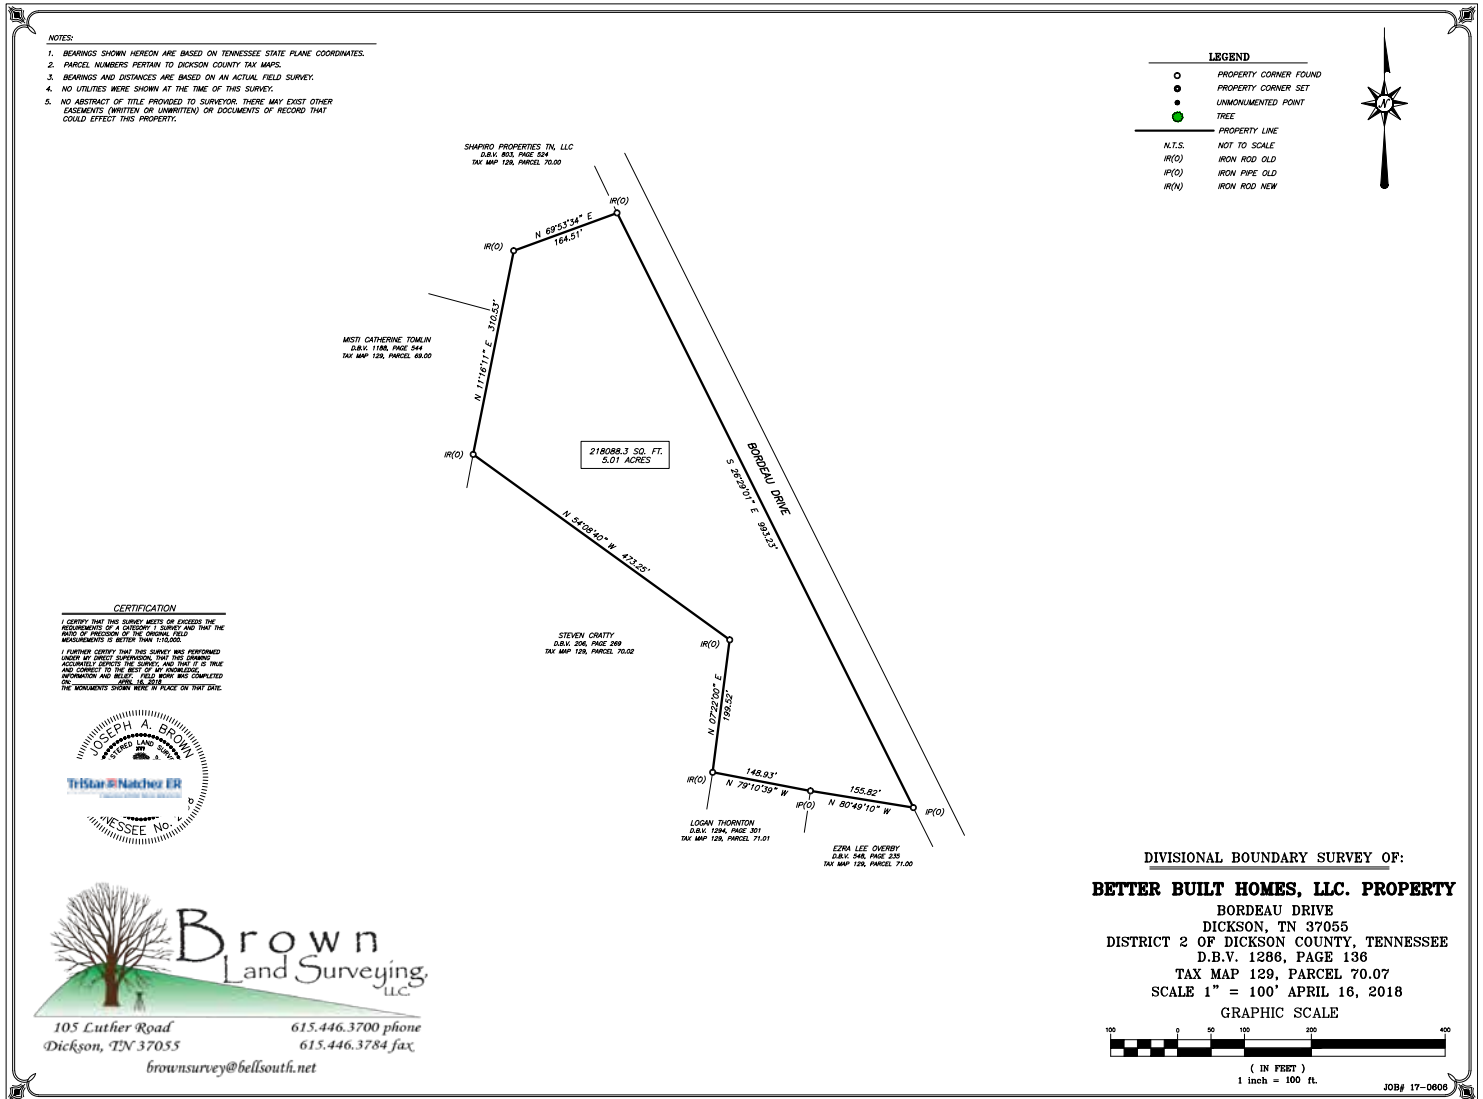 NOTES:
1. BEARINGS SHOWN HEREON ARE BASED ON TENNESSEE STATE PLANE COORDINATES.
2. PARCEL NUMBERS PERTAIN TO DICKSON COUNTY TAX MAPS.
3. BEARINGS AND DISTANCES ARE BASED ON AN ACTUAL FIELD SURVEY.
4. NO UTILITIES WERE SHOWN AT THE TIME OF THIS SURVEY.
5. NO ABSTRACT OF TITLE PROVIDED TO SURVEYOR. THERE MAY EXIST OTHER
EASEMENTS (WRITTEN OR UNWRITTEN) OR DOCUMENTS OF RECORD THAT
COULD EFFECT THIS PROPERTY.
LEGEND
PROPERTY CORNER FOUND
PROPERTY CORNER SET
UNMONUMENTED POINT
TREE
PROPERTY LINE
N.T.S. NOT TO SCALE
IR(O) IRON ROD OLD
IP(O) IRON PIPE OLD
IR(N) IRON ROD NEW
N
SHAPIRO PROPERTIES TN, LLC
D.B.V. 803, PAGE 524
TAX MAP 129, PARCEL 70.00
IR(O)
N 69°53'34" E
164.51'
IR(O)
N 11°16'11" E 310.53'
MISTI CATHERINE TOMLIN
D.B.V. 1188, PAGE 544
TAX MAP 129, PARCEL 69.00
IR(O)
218088.3 SQ. FT.
5.01 ACRES
BORDEAU DRIVE
S 26°29'01" E 993.23'
N 54°08'40" W 473.25'
STEVEN CRATTY
D.B.V. 206, PAGE 269
TAX MAP 129, PARCEL 70.02
IR(O)
N 07°22'00" E
199.52'
IR(O)
148.93'
N 79°10'39" W
IP(O)
155.82'
N 80°49'10" W
IP(O)
LOGAN THORNTON
D.B.V. 1294, PAGE 301
TAX MAP 129, PARCEL 71.01
EZRA LEE OVERBY
D.B.V. 548, PAGE 235
TAX MAP 129, PARCEL 71.00
CERTIFICATION
I CERTIFY THAT THIS SURVEY MEETS OR EXCEEDS THE
REQUIREMENTS OF A CATEGORY 1 SURVEY AND THAT THE
RATIO OF PRECISION OF THE ORIGINAL FIELD
MEASUREMENTS IS BETTER THAN 1:10,000.
I FURTHER CERTIFY THAT THIS SURVEY WAS PERFORMED
UNDER MY DIRECT SUPERVISION, THAT THIS DRAWING
ACCURATELY DEPICTS THE SURVEY, AND THAT IT IS TRUE
AND CORRECT TO THE BEST OF MY KNOWLEDGE,
INFORMATION AND BELIEF. FIELD WORK WAS COMPLETED
ON: APRIL 16, 2018
THE MONUMENTS SHOWN WERE IN PLACE ON THAT DATE.
JOSEPH A. BROWN
STERED LAND SURV
TriStar Natchez ER
NESSEE No. 2
Brown
Land Surveying,
LLC.
105 Luther Road
Dickson, TN 37055
615.446.3700 phone
615.446.3784 fax
brownsurvey@bellsouth.net
DIVISIONAL BOUNDARY SURVEY OF:
BETTER BUILT HOMES, LLC. PROPERTY
BORDEAU DRIVE
DICKSON, TN 37055
DISTRICT 2 OF DICKSON COUNTY, TENNESSEE
D.B.V. 1286, PAGE 136
TAX MAP 129, PARCEL 70.07
SCALE 1" = 100' APRIL 16, 2018
GRAPHIC SCALE
100 0 50 100 200 400
( IN FEET )
1 inch = 100 ft.
JOB# 17-0606